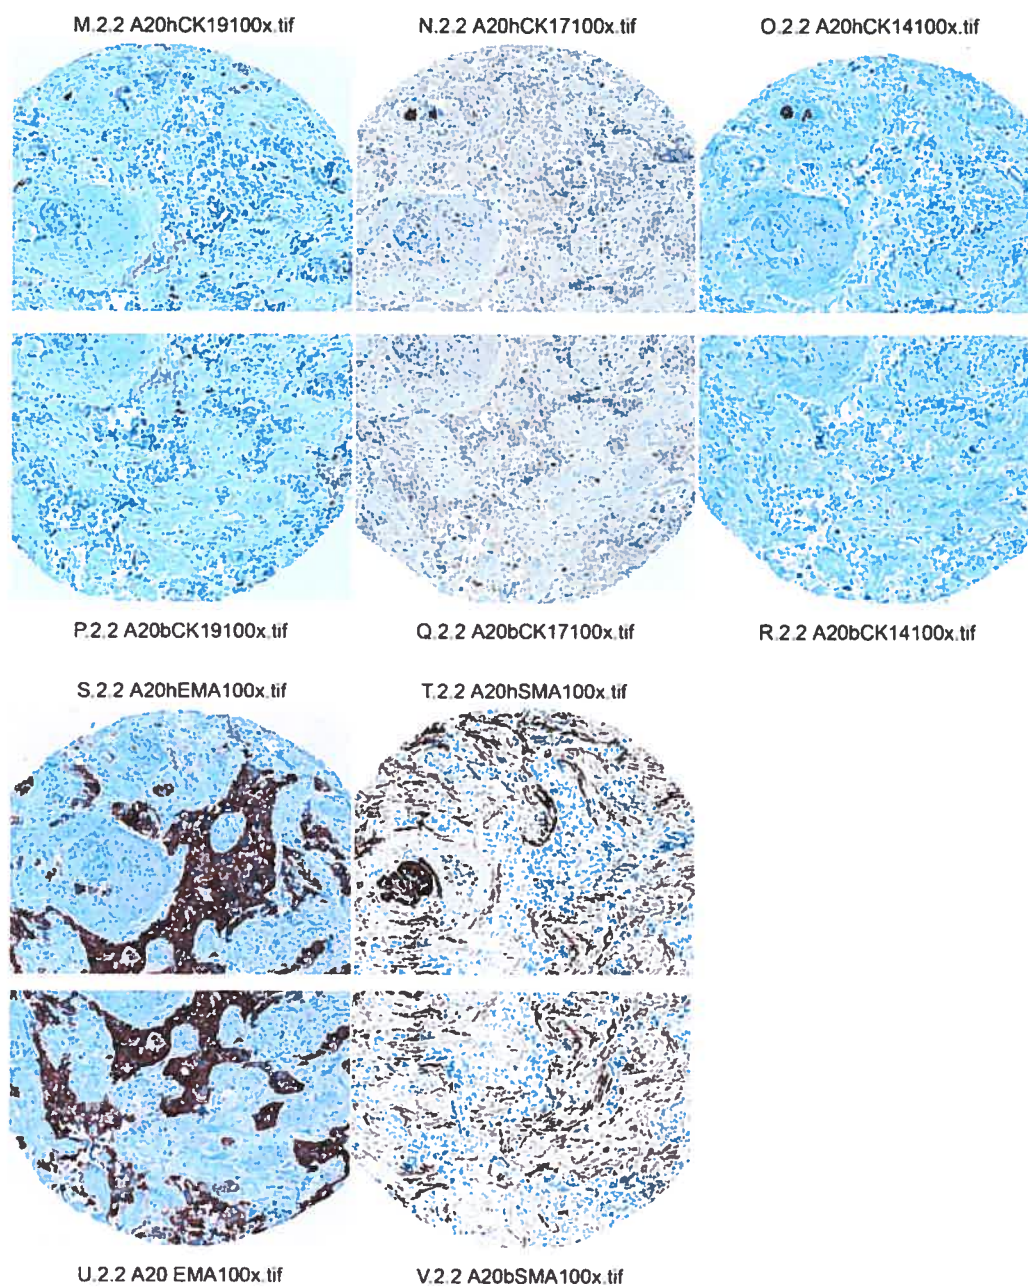 M.2.2 A20hCK19100x.tif
N.2.2 A20hCK17100x.tif
O.2.2 A20hCK14100x.tif
P.2.2 A20bCK19100x.tif
Q.2.2 A20bCK17100x.tif
R.2.2 A20bCK14100x.tif
S.2.2 A20hEMA100x.tif
T.2.2 A20hSMA100x.tif
U.2.2 A20 EMA100x.tif
V.2.2 A20bSMA100x.tif